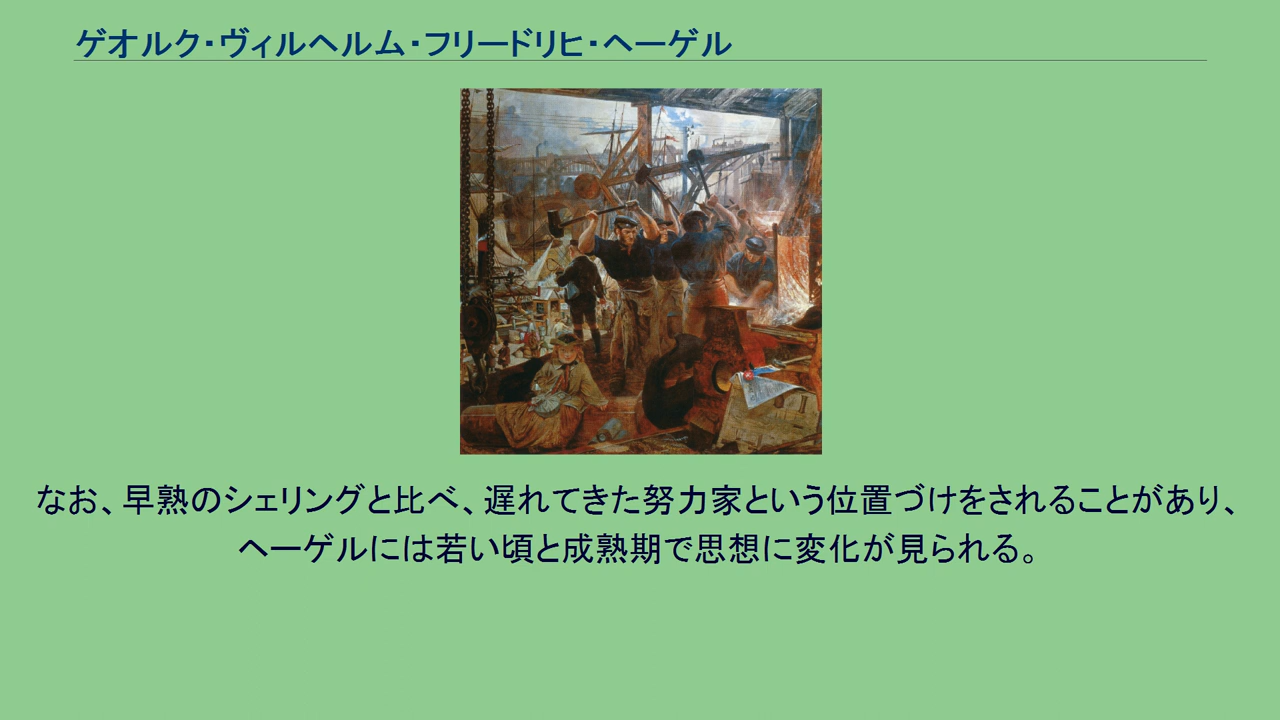 ゲオルク・ヴィルヘルム・フリードリヒ・ヘーゲル
なお、早熟のシェリングと比べ、遅れてきた努力家という位置づけをされることがあり、
ヘーゲルには若い頃と成熟期で思想に変化が見られる。